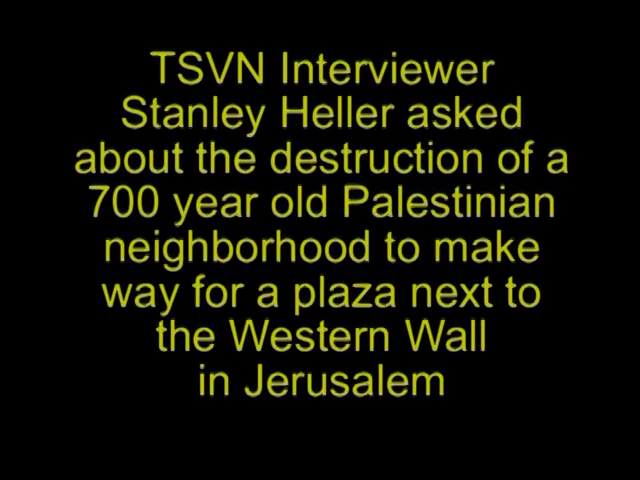 TSVN Interviewer
Stanley Heller asked
about the destruction of a
700 year old Palestinian
neighborhood to make
way for a plaza next to
the Western Wall
in Jerusalem